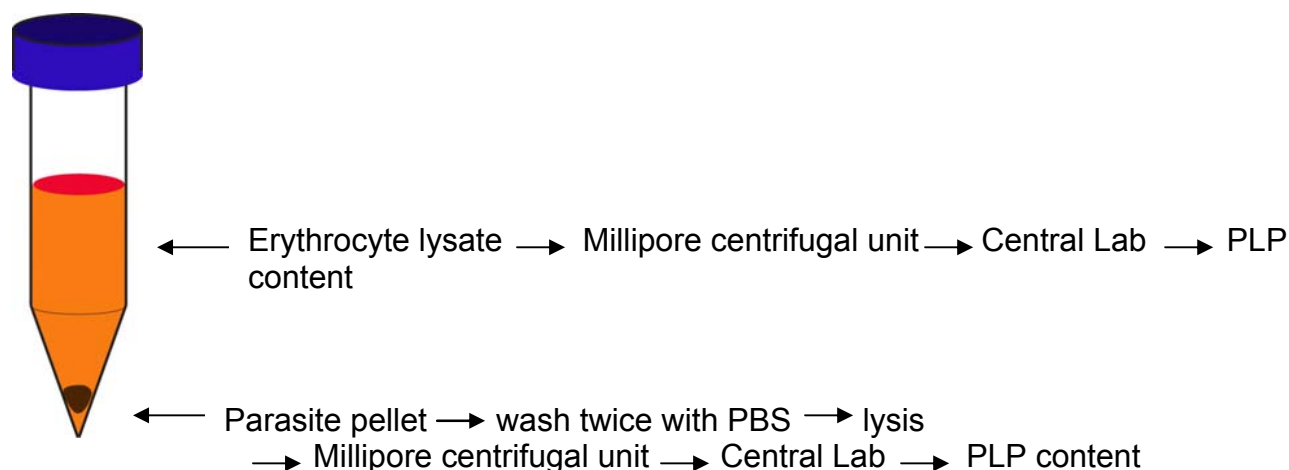 Erythrocyte lysate → Millipore centrifugal unit → Central Lab → PLP
content
Parasite pellet → wash twice with PBS → lysis
→ Millipore centrifugal unit → Central Lab → PLP content